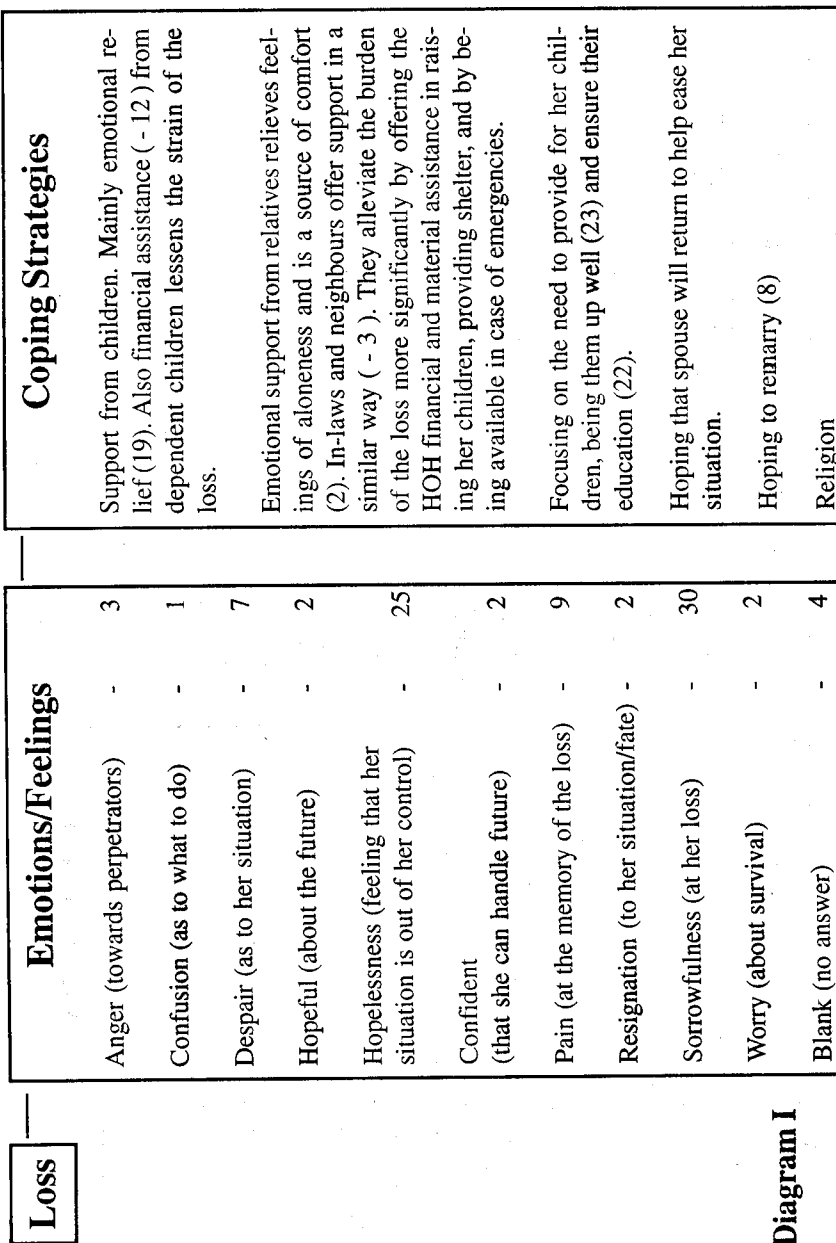 Loss
Emotions/Feelings
Anger (towards perpetrators) - 3
Confusion (as to what to do) - 1
Despair (as to her situation) - 7
Hopeful (about the future) - 2
Hopelessness (feeling that her
situation is out of her control) - 25
Confident
(that she can handle future) - 2
Pain (at the memory of the loss) - 9
Resignation (to her situation/fate) - 2
Sorrowfulness (at her loss) - 30
Worry (about survival) - 2
Blank (no answer) - 4
Coping Strategies
Support from children. Mainly emotional re-
lief (19). Also financial assistance ( - 12 ) from
dependent children lessens the strain of the
loss.
Emotional support from relatives relieves feel-
ings of aloneness and is a source of comfort
(2). In-laws and neighbours offer support in a
similar way ( - 3 ). They alleviate the burden
of the loss more significantly by offering the
HOH financial and material assistance in rais-
ing her children, providing shelter, and by be-
ing available in case of emergencies.
Focusing on the need to provide for her chil-
dren, being them up well (23) and ensure their
education (22).
Hoping that spouse will return to help ease her
situation.
Hoping to remarry (8)
Religion
Diagram I